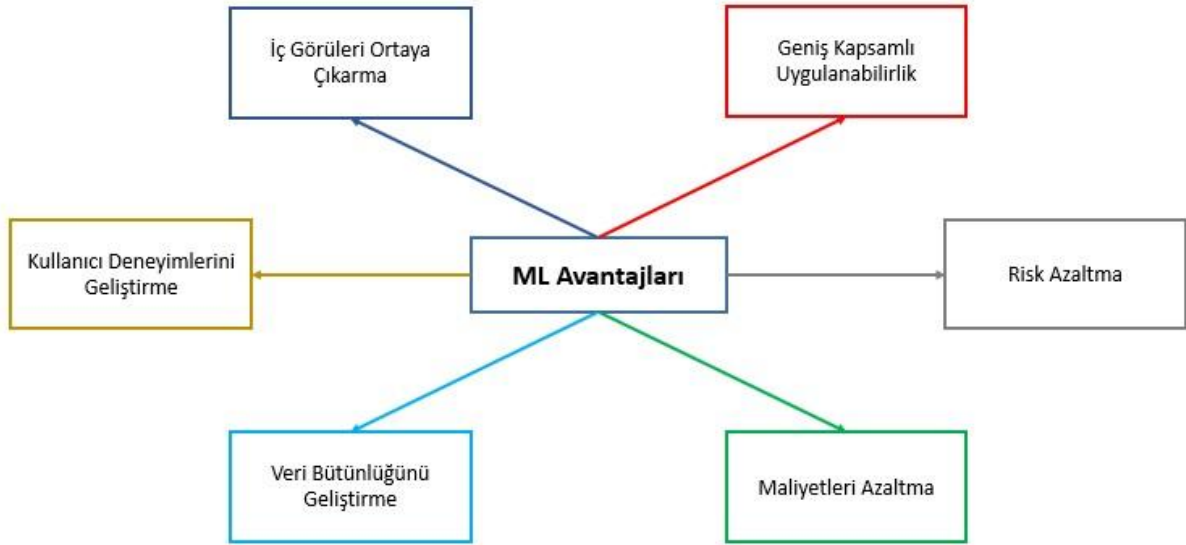 İç Görüleri Ortaya
Çıkarma
Geniş Kapsamlı
Uygulanabilirlik
Kullanıcı Deneyimlerini
Geliştirme
ML Avantajları
Risk Azaltma
Veri Bütünlüğünü
Geliştirme
Maliyetleri Azaltma